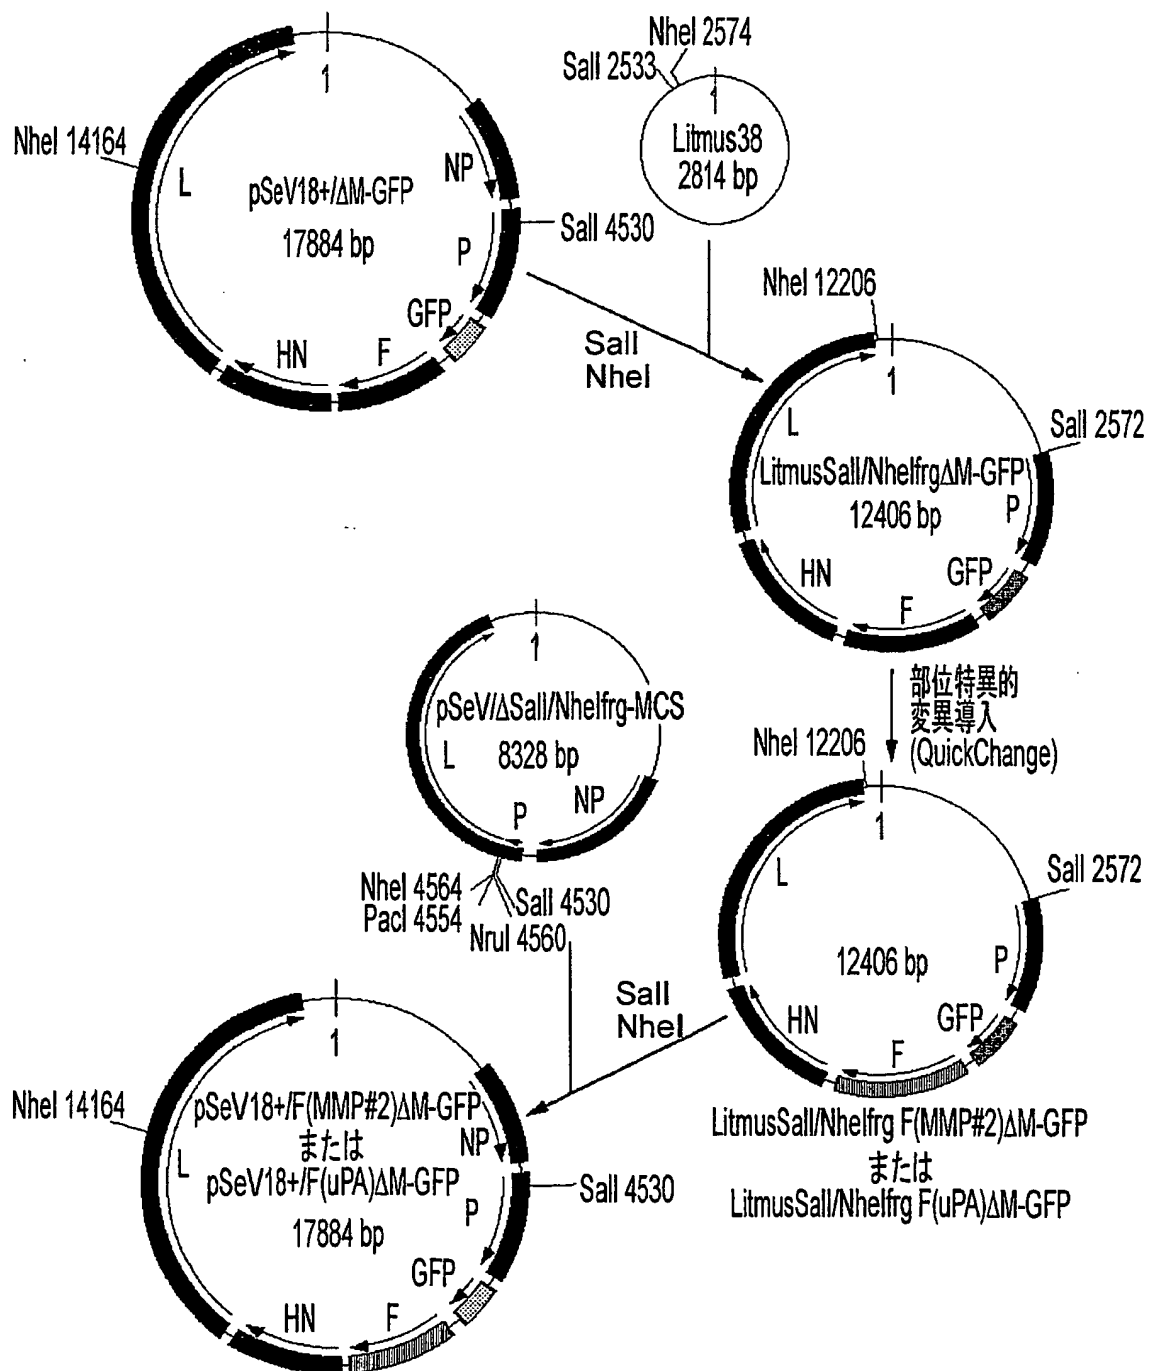 1
NheI 14164
L
pSeV18+/ΔM-GFP
17884 bp
NP
SalI 4530
P
GFP
F
HN
NheI 2574
SalI 2533
1
Litmus38
2814 bp
SalI
NheI
NheI 12206
1
SalI 2572
L
LitmusSalI/NheIfrgΔM-GFP
12406 bp
P
GFP
F
HN
部位特異的
変異導入
(QuickChange)
1
pSeV/ΔSalI/NheIfrg-MCS
8328 bp
L
NP
P
NheI 4564
PacI 4554
SalI 4530
NruI 4560
NheI 12206
1
SalI 2572
L
12406 bp
P
GFP
F
HN
LitmusSalI/NheIfrg F(MMP#2)ΔM-GFP
または
LitmusSalI/NheIfrg F(uPA)ΔM-GFP
SalI
NheI
1
NheI 14164
pSeV18+/F(MMP#2)ΔM-GFP
または
pSeV18+/F(uPA)ΔM-GFP
17884 bp
L
NP
SalI 4530
P
GFP
F
HN